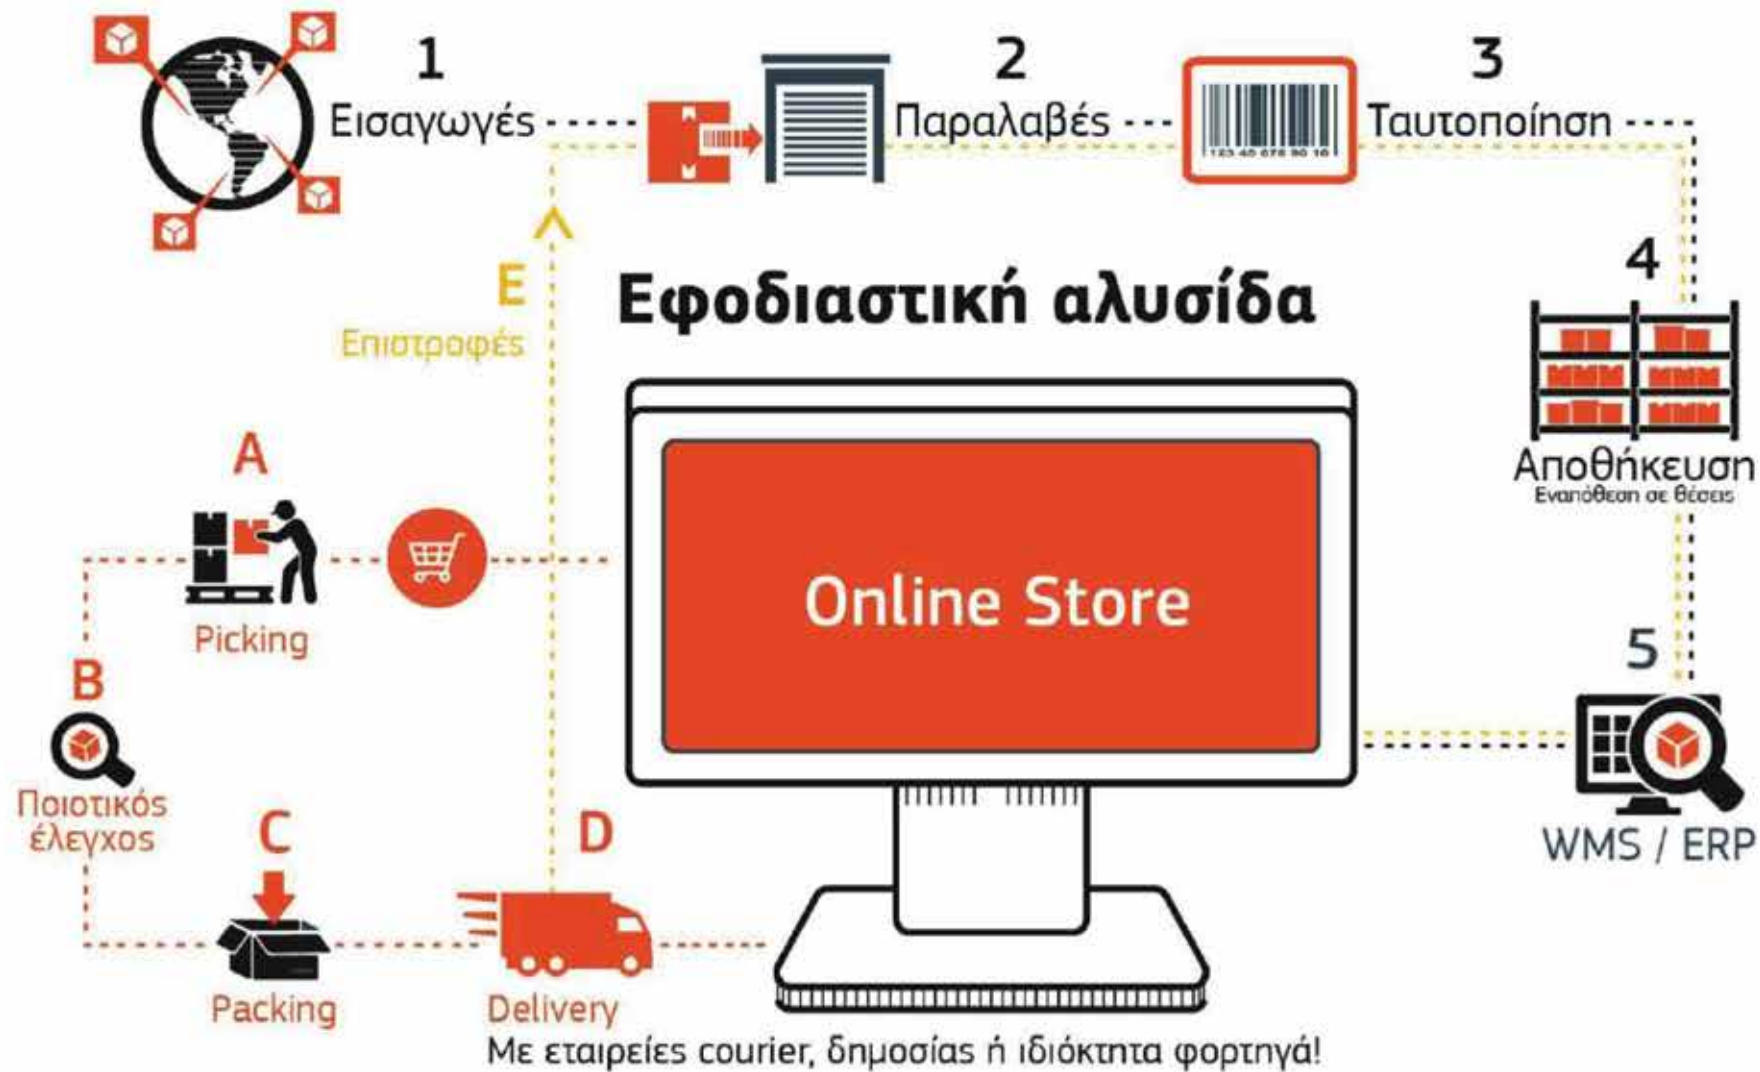 1
Εισαγωγές
2
Παραλαβές
3
Ταυτοποίηση
4
Αποθήκευση
Εναπόθεση σε θέσεις
5
WMS / ERP
Εφοδιαστική αλυσίδα
Online Store
E
Επιστροφές
A
Picking
B
Ποιοτικός
έλεγχος
C
Packing
D
Delivery
Με εταιρείες courier, δημοσίας ή ιδιόκτητα φορτηγά!